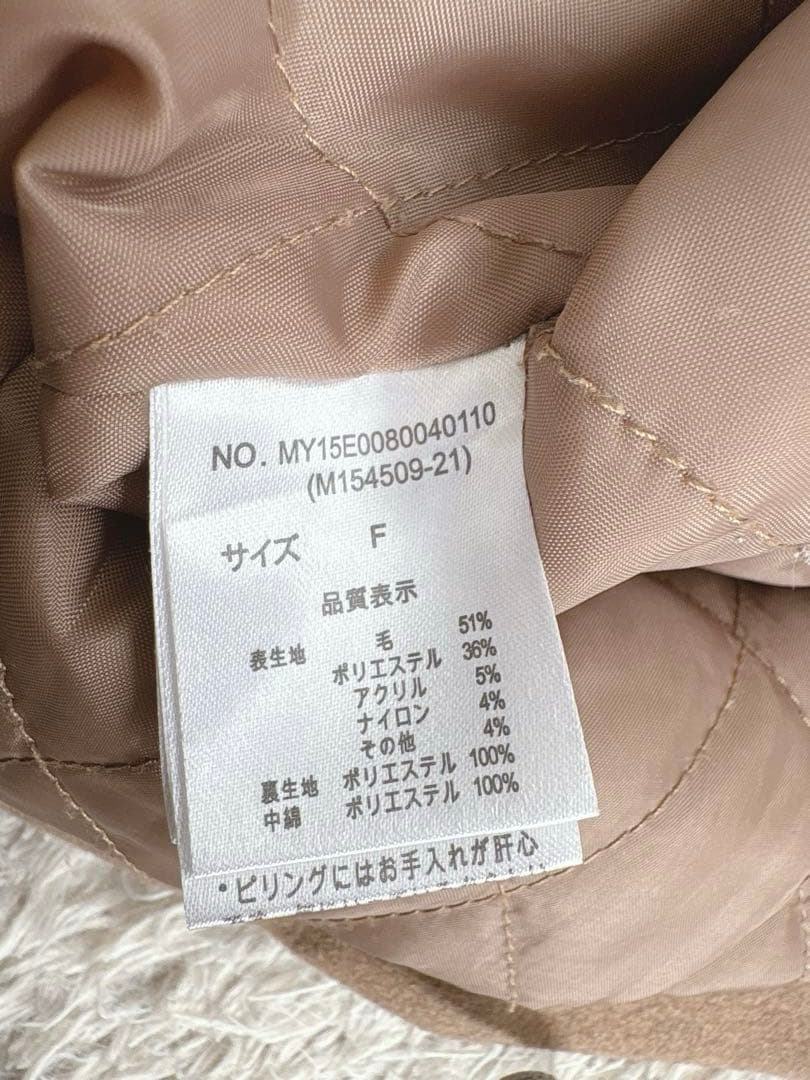 NO. MY15E0080040110
(M154509-21)
サイズ F
品質表示
表生地 毛 51%
ポリエステル 36%
アクリル 5%
ナイロン 4%
その他 4%
裏生地 ポリエステル 100%
中綿 ポリエステル 100%
・ピリングにはお手入れが肝心